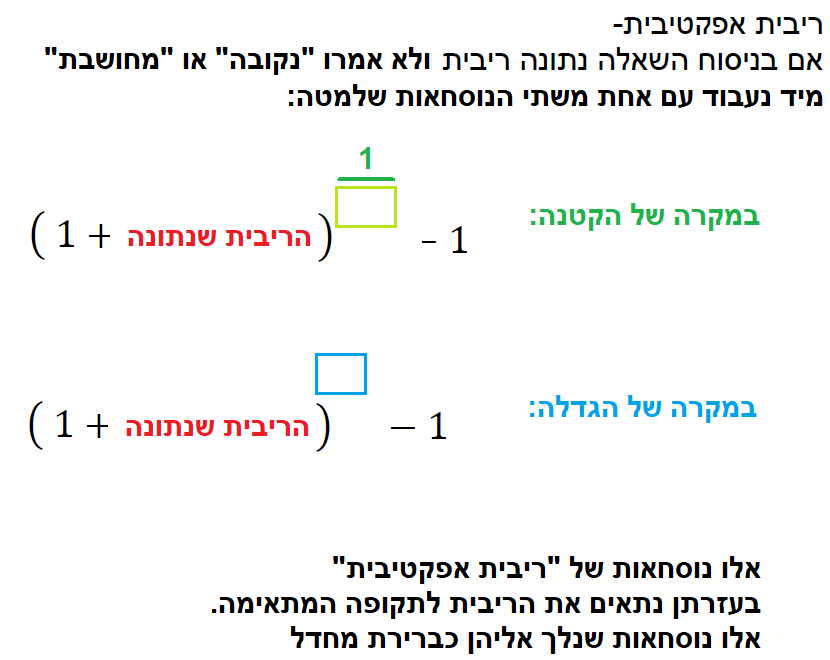 ריבית אפקטיבית-
אם בניסוח השאלה נתונה ריבית ולא אמרו "נקובה" או "מחושבת"
מיד נעבוד עם אחת משתי הנוסחאות שלמטה:
במקרה של הקטנה:
1
( 1 + הריבית שנתונה ) - 1
במקרה של הגדלה:
( 1 + הריבית שנתונה ) − 1
אלו נוסחאות של "ריבית אפקטיבית"
בעזרתן נתאים את הריבית לתקופה המתאימה.
אלו נוסחאות שנלך אליהן כברירת מחדל